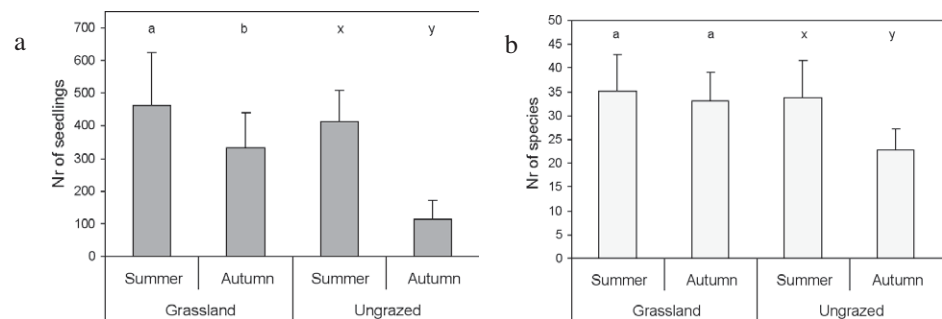 a
Nr of seedlings
700
600
500
400
300
200
100
0
a b x y
Summer Autumn Summer Autumn
Grassland Ungrazed
b
Nr of species
50
45
40
35
30
25
20
15
10
5
0
a a x y
Summer Autumn Summer Autumn
Grassland Ungrazed